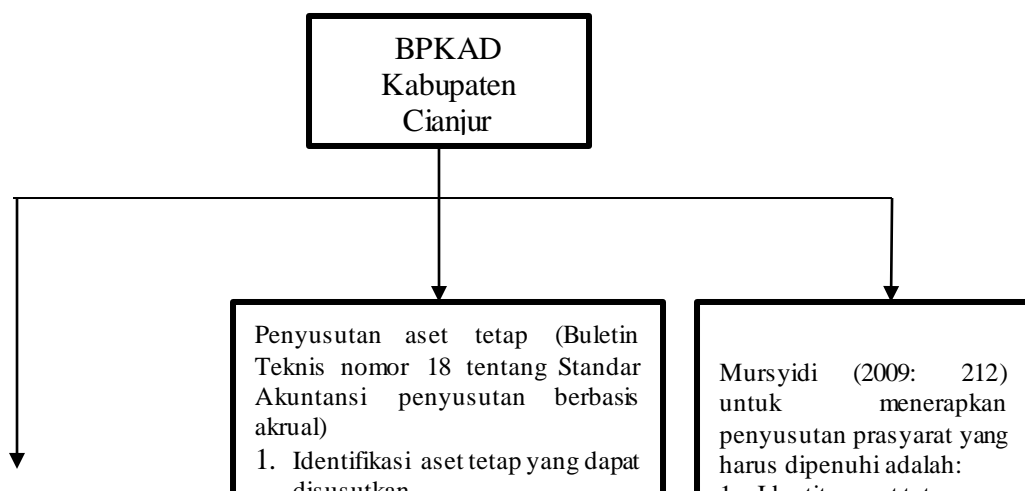 BPKAD
Kabupaten
Cianjur
Penyusutan aset tetap (Buletin
Teknis nomor 18 tentang Standar
Akuntansi penyusutan berbasis
akrual)
1. Identifikasi aset tetap yang dapat
disusutkan
Mursyidi (2009: 212)
untuk menerapkan
penyusutan prasyarat yang
harus dipenuhi adalah: